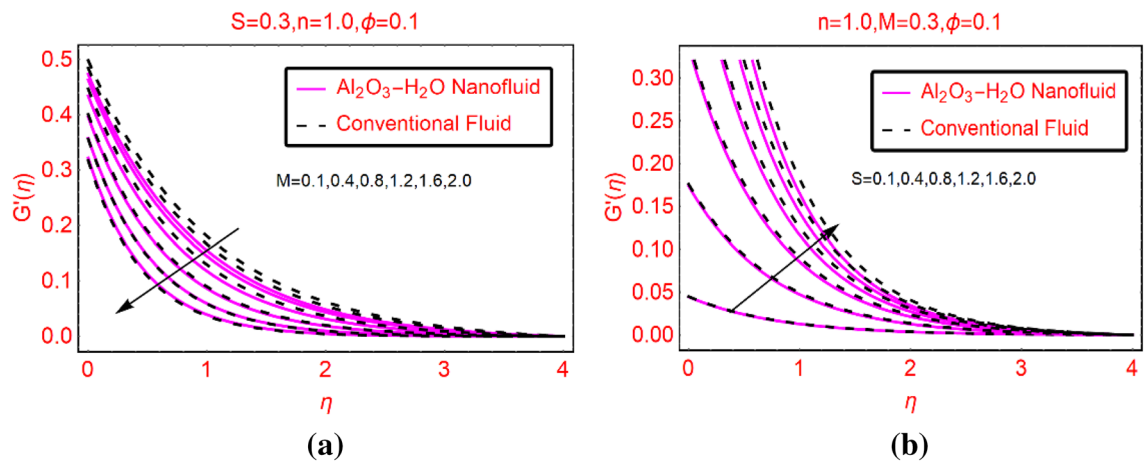 S=0.3,n=1.0,ϕ=0.1
0.5
0.4
0.3
0.2
0.1
0.0
G'(η)
Al₂O₃–H₂O Nanofluid
Conventional Fluid
M=0.1,0.4,0.8,1.2,1.6,2.0
0 1 2 3 4
η
(a)
n=1.0,M=0.3,ϕ=0.1
0.30
0.25
0.20
0.15
0.10
0.05
0.00
G'(η)
Al₂O₃–H₂O Nanofluid
Conventional Fluid
S=0.1,0.4,0.8,1.2,1.6,2.0
0 1 2 3 4
η
(b)